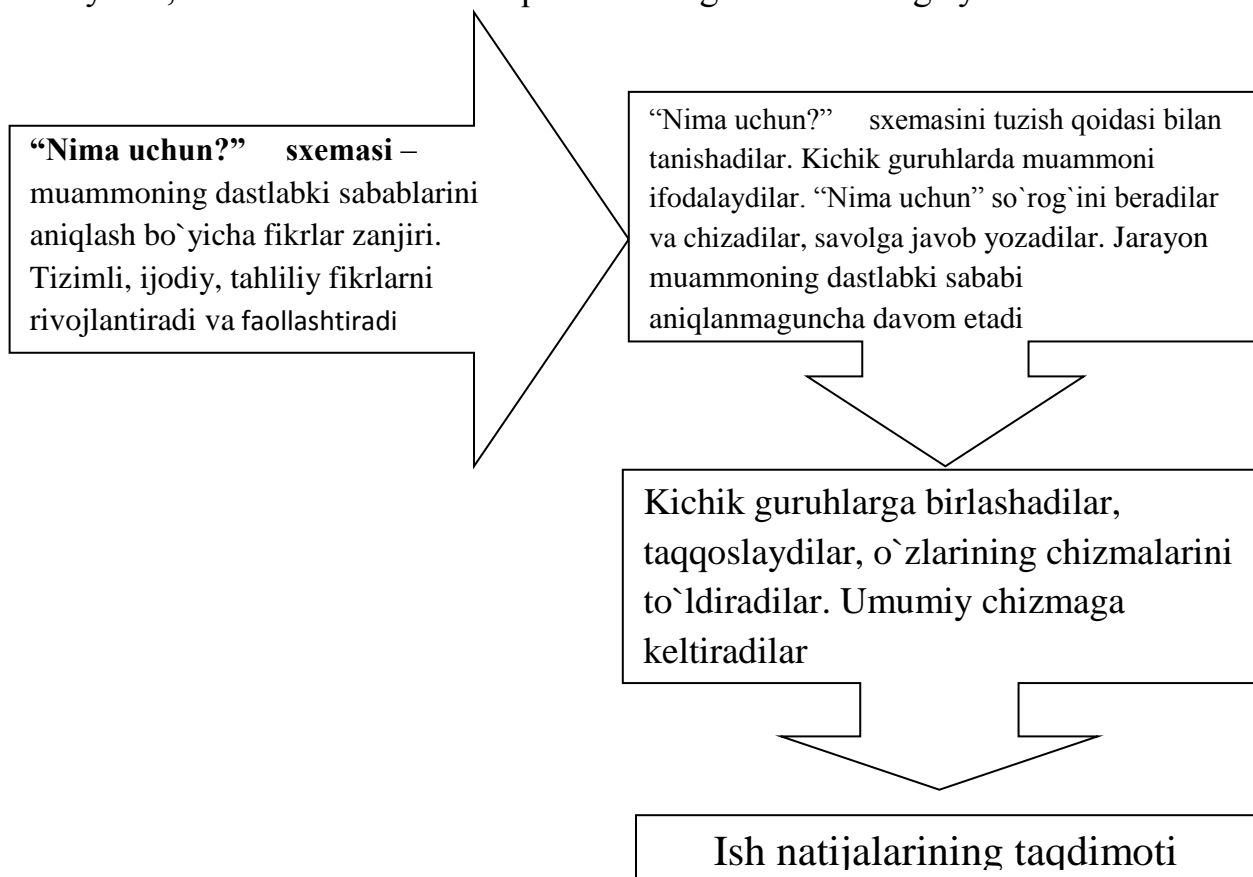 “Nima uchun?” sxemasi –
muammoning dastlabki sabablarini
aniqlash bo`yicha fikrlar zanjiri.
Tizimli, ijodiy, tahliliy fikrlarni
rivojlantiradi va faollashtiradi
“Nima uchun?” sxemasini tuzish qoidasi bilan
tanishadilar. Kichik guruhlarda muammoni
ifodalaydilar. “Nima uchun” so`rog`ini beradilar
va chizadilar, savolga javob yozadilar. Jarayon
muammoning dastlabki sababi
aniqlanmaguncha davom etadi
Kichik guruhlarga birlashadilar,
taqqoslaydilar, o`zlarining chizmalarini
to`ldiradilar. Umumiy chizmaga
keltiradilar
Ish natijalarining taqdimoti